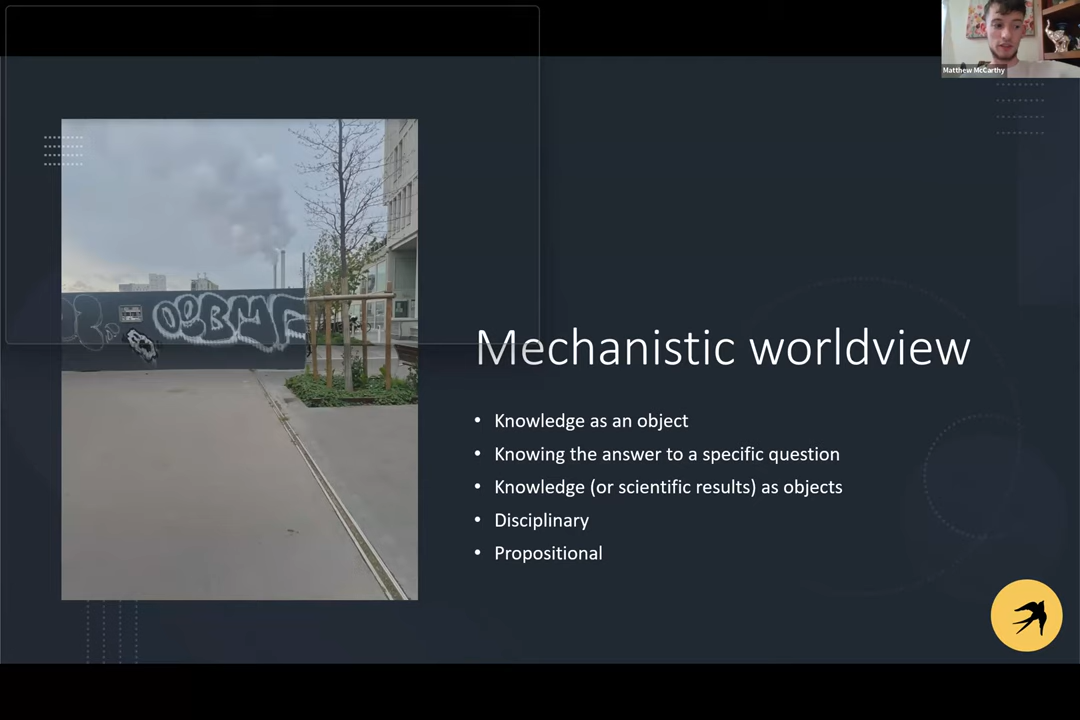 Matthew McCarthy
OOBMF
Mechanistic worldview
• Knowledge as an object
• Knowing the answer to a specific question
• Knowledge (or scientific results) as objects
• Disciplinary
• Propositional